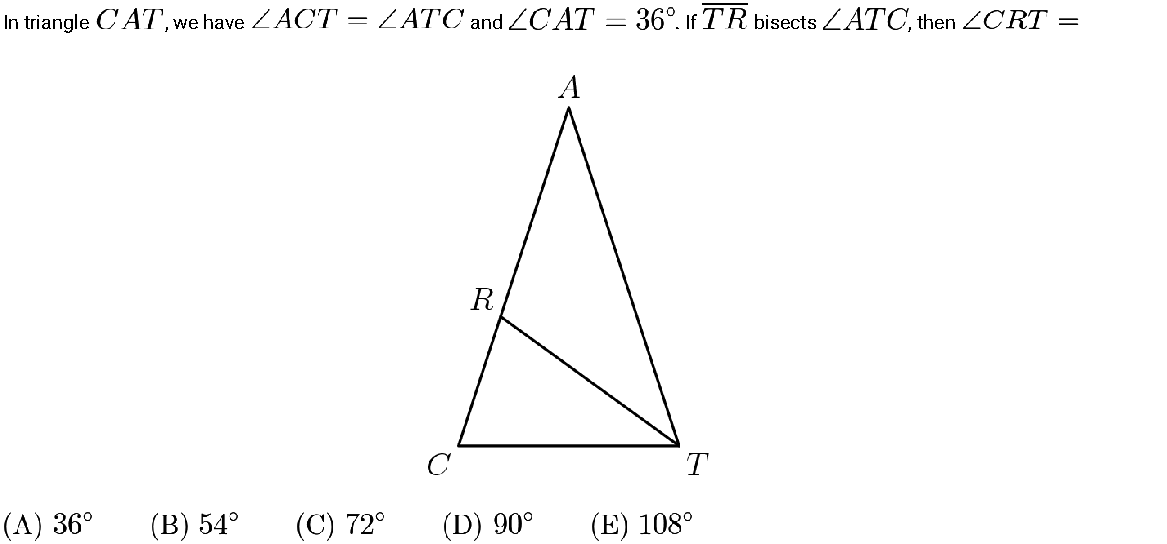 In triangle CAT, we have ∠ACT = ∠ATC and ∠CAT = 36°. If \overline{TR} bisects ∠ATC, then ∠CRT =
A
R
C T
(A) 36° (B) 54° (C) 72° (D) 90° (E) 108°